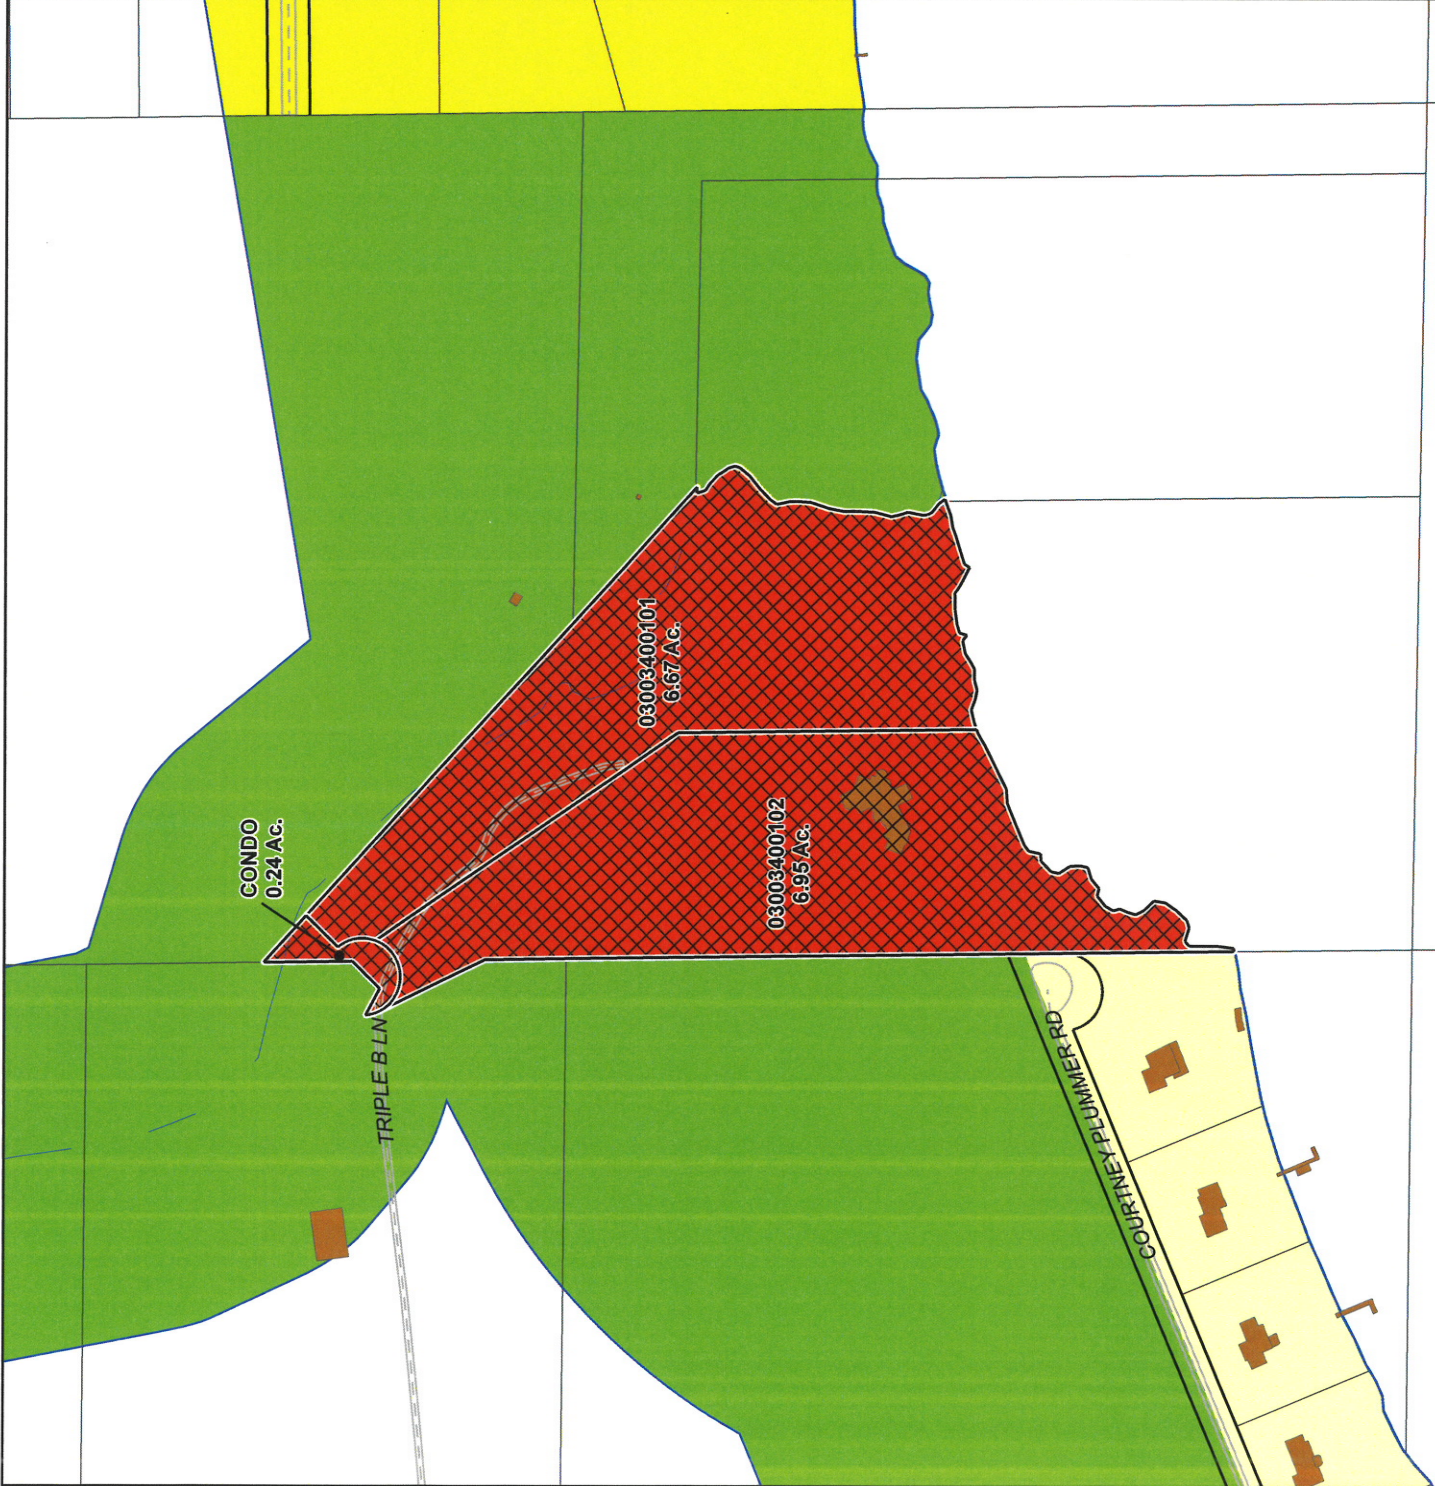 CONDO
0.24 Ac.
03003400101
6.67 Ac.
03003400102
6.95 Ac.
TRIPLE B LN
COURTNEY PLUMMER RD